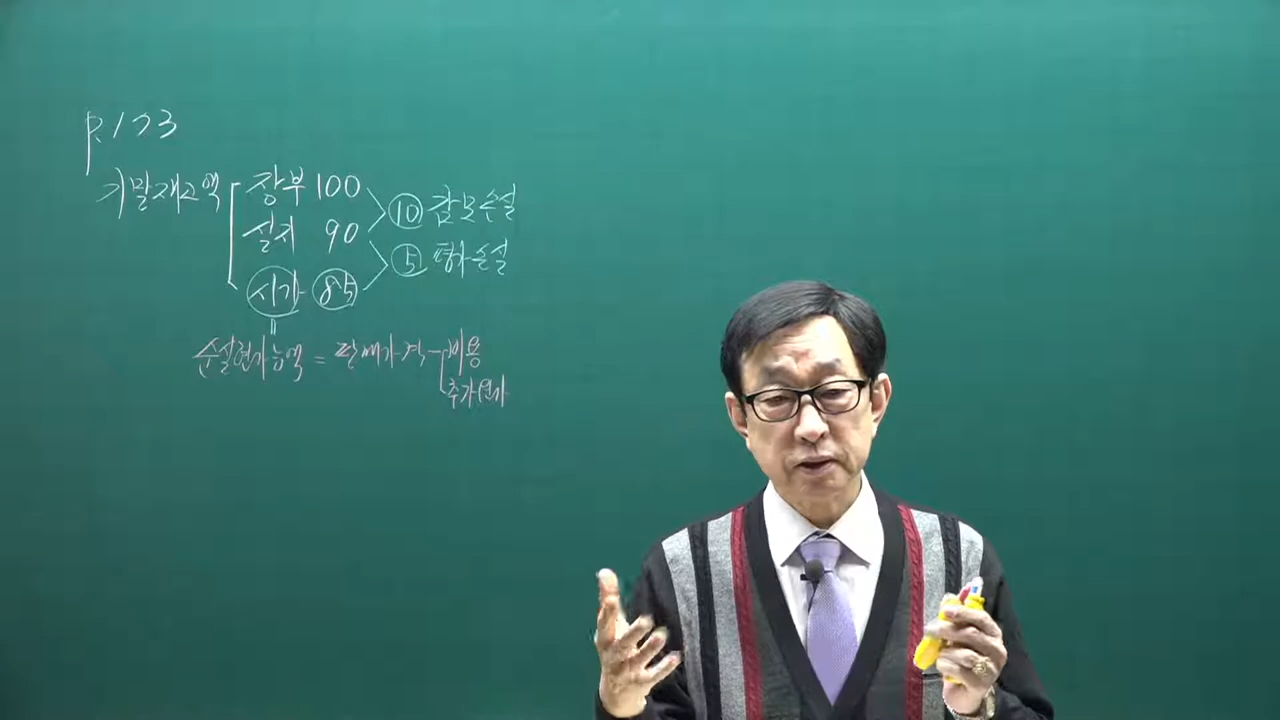 P.173
기말재고액 장부 100
실지 90 ⑩ 감모손실
시가 85 ⑤ 평가손실
순실현가능액 = 판매가격 - 비용
추가원가